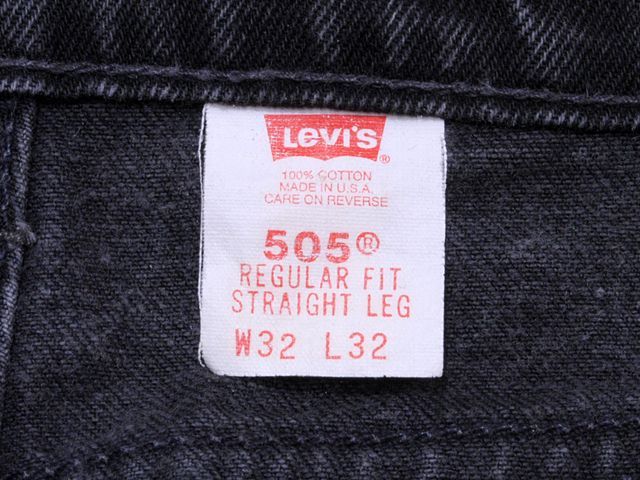 Levi's ®
100% COTTON
MADE IN U.S.A.
CARE ON REVERSE
505®
REGULAR FIT
STRAIGHT LEG
W32 L32